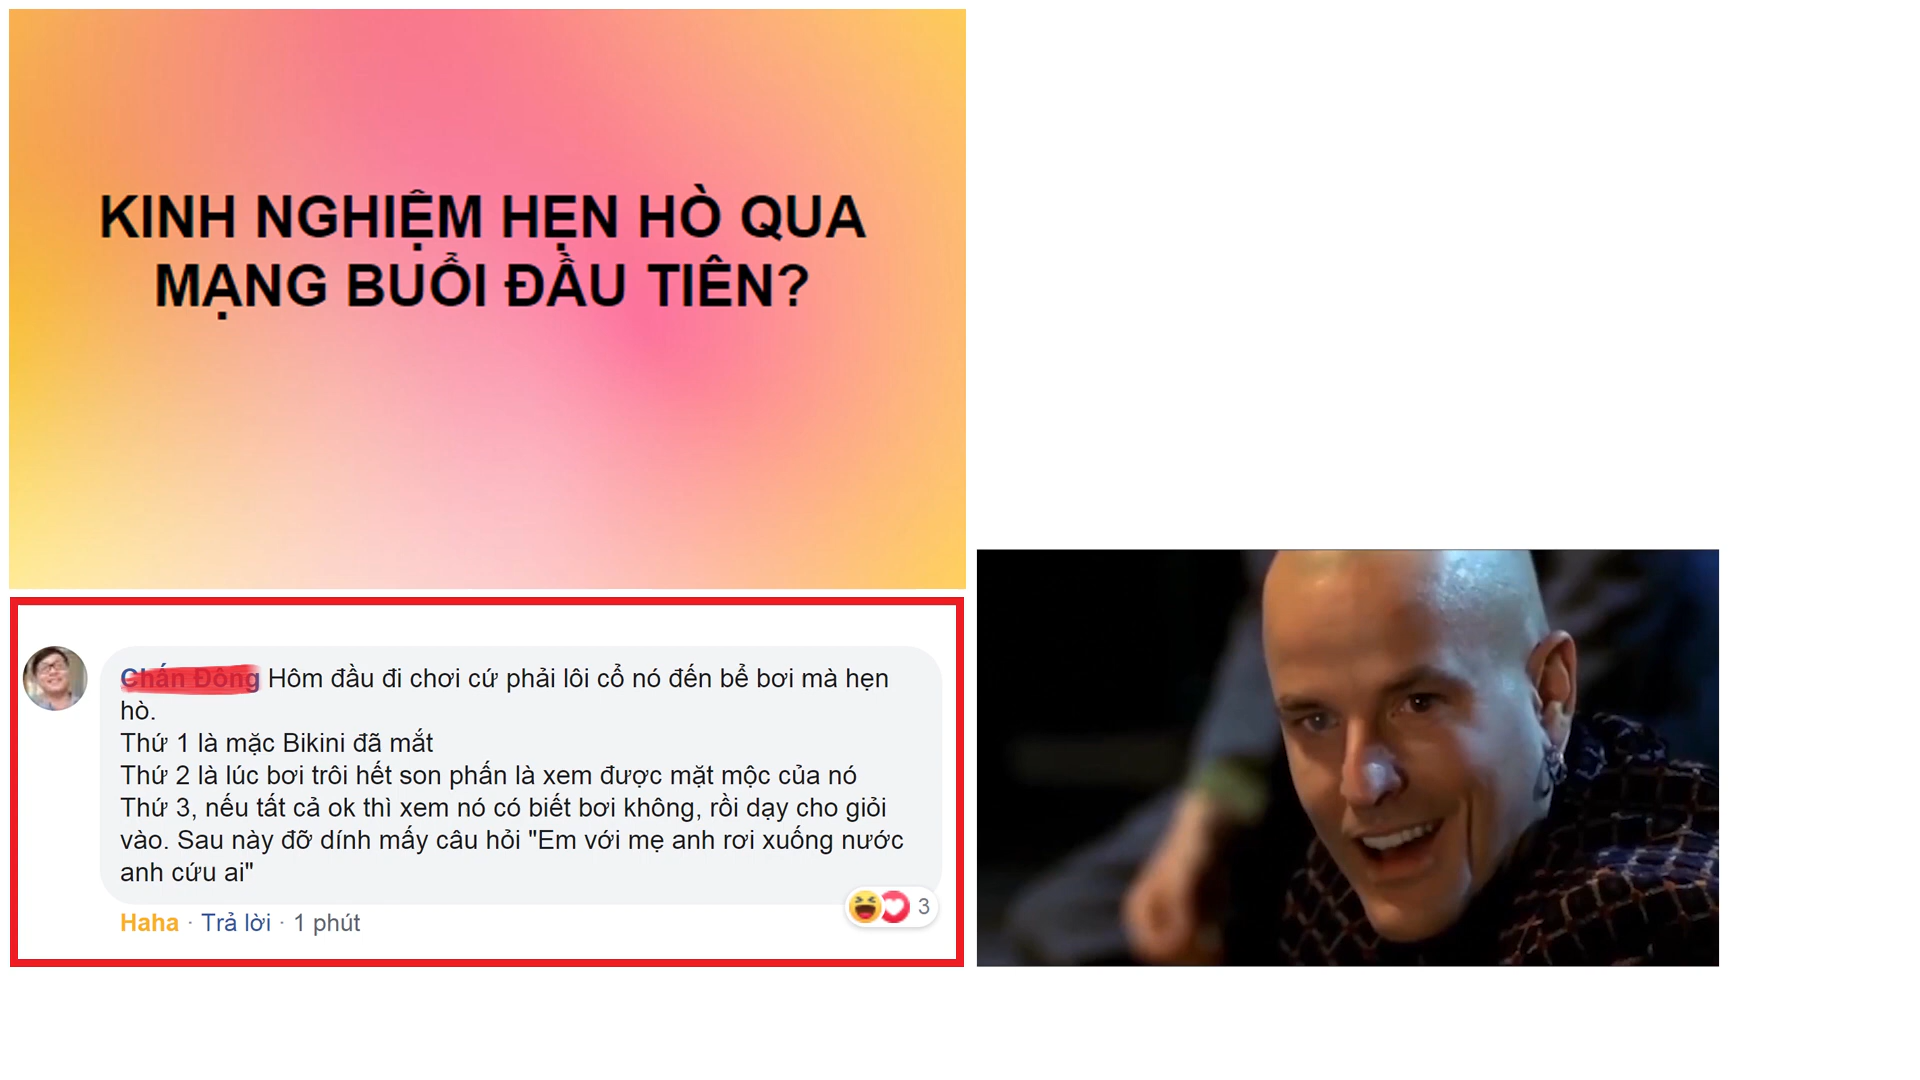 KINH NGHIỆM HẸN HÒ QUA
MẠNG BUỔI ĐẦU TIÊN?
Chấn Đông Hôm đầu đi chơi cứ phải lôi cổ nó đến bể bơi mà hẹn
hò.
Thứ 1 là mặc Bikini đã mắt
Thứ 2 là lúc bơi trôi hết son phấn là xem được mặt mộc của nó
Thứ 3, nếu tất cả ok thì xem nó có biết bơi không, rồi dạy cho giỏi
vào. Sau này đỡ dính mấy câu hỏi "Em với mẹ anh rơi xuống nước
anh cứu ai"
3
Haha · Trả lời · 1 phút